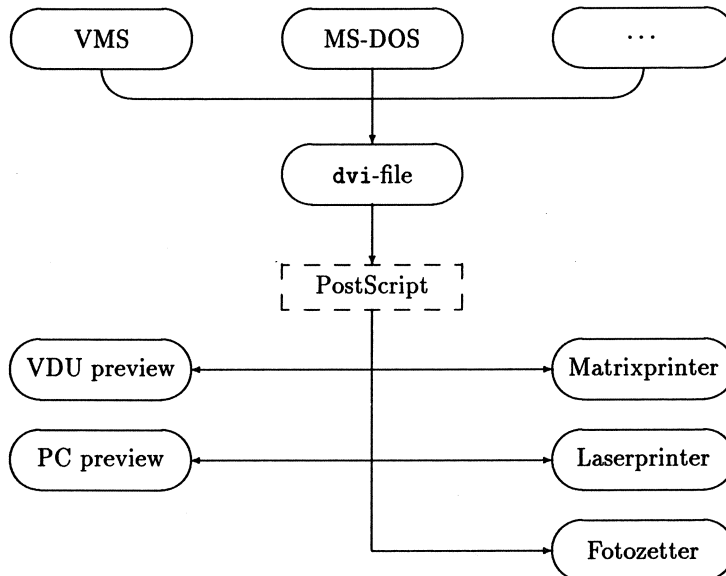 VMS
MS-DOS
···
dvi-file
PostScript
VDU preview
Matrixprinter
PC preview
Laserprinter
Fotozetter